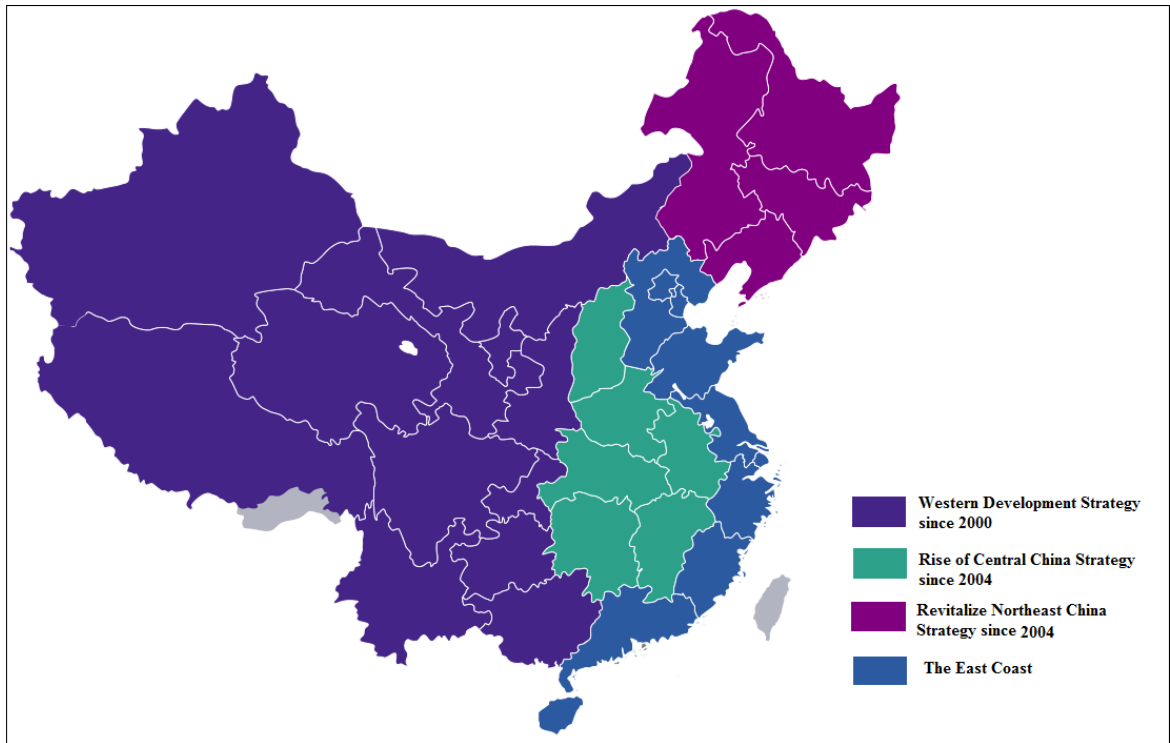 Western Development Strategy
since 2000
Rise of Central China Strategy
since 2004
Revitalize Northeast China
Strategy since 2004
The East Coast